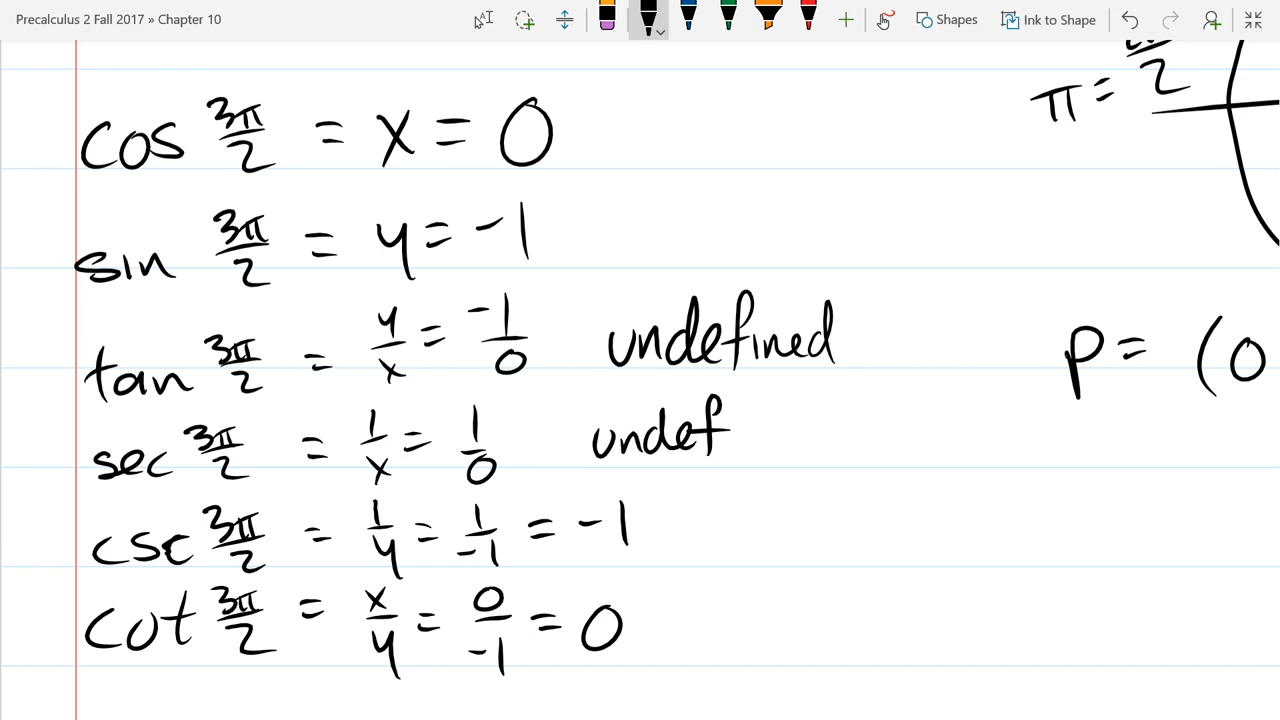 Precalculus 2 Fall 2017 » Chapter 10
Shapes
Ink to Shape
cos 3π/2 = x = 0
sin 3π/2 = y = -1
tan 3π/2 = y/x = -1/0 undefined
sec 3π/2 = 1/x = 1/0 undef
csc 3π/2 = 1/y = 1/-1 = -1
cot 3π/2 = x/y = 0/-1 = 0
π =
2
P = (0